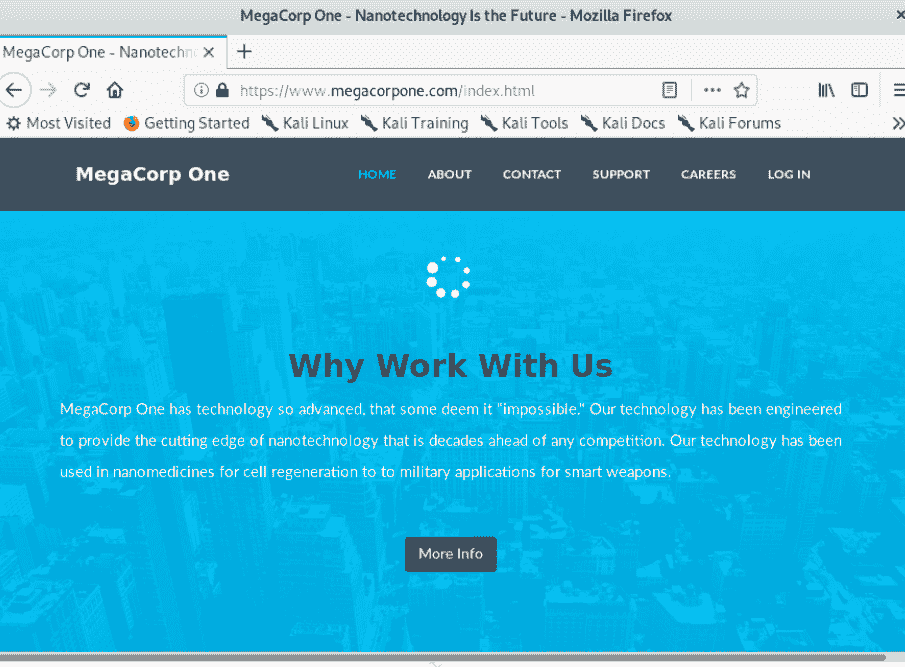 MegaCorp One - Nanotechnology Is the Future - Mozilla Firefox
MegaCorp One - Nanotechn
https://www.megacorpone.com/index.html
Most Visited Getting Started Kali Linux Kali Training Kali Tools Kali Docs Kali Forums
MegaCorp One HOME ABOUT CONTACT SUPPORT CAREERS LOG IN
Why Work With Us
MegaCorp One has technology so advanced, that some deem it "impossible." Our technology has been engineered
to provide the cutting edge of nanotechnology that is decades ahead of any competition. Our technology has been
used in nanomedicines for cell regeneration to to military applications for smart weapons.
More Info